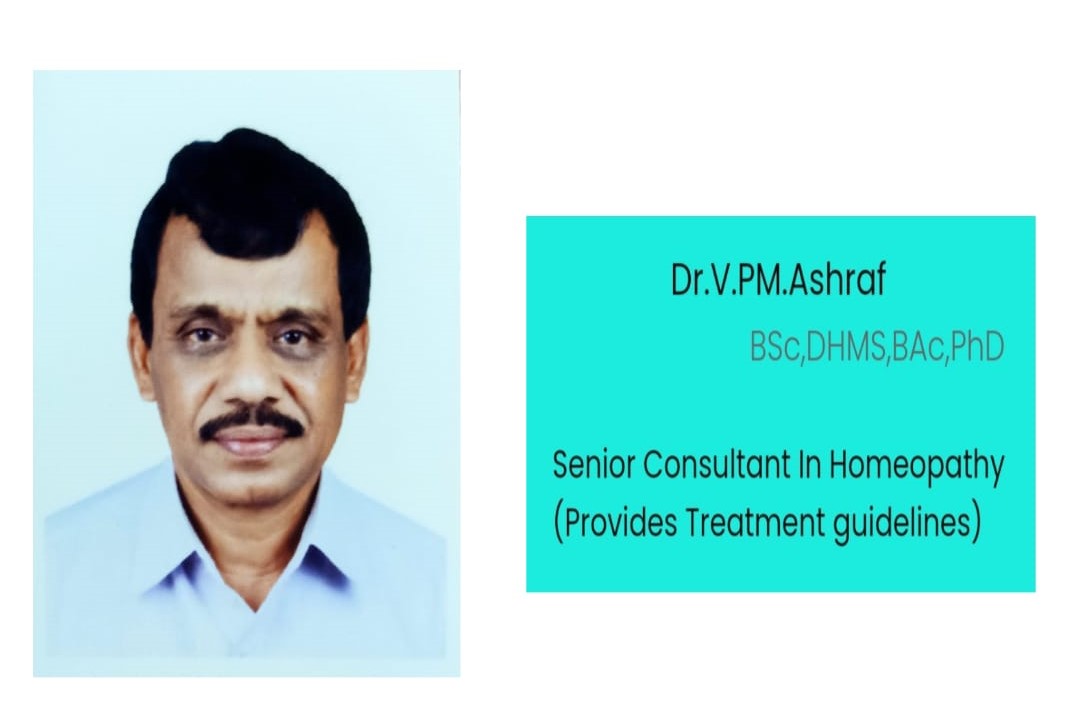 Dr.V.PM.Ashraf
BSc,DHMS,BAc,PhD
Senior Consultant In Homeopathy
(Provides Treatment guidelines)